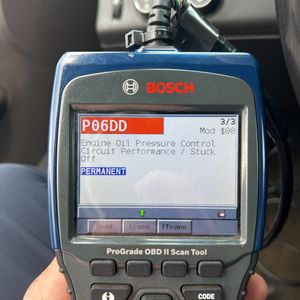 BOSCH
P06DD
3/3
Mod $00
Engine Oil Pressure Control
Circuit Performance / Stuck
Off
PERMANENT
Read
Erase
FFrame
ProGrade OBD II Scan Tool
i
CODE